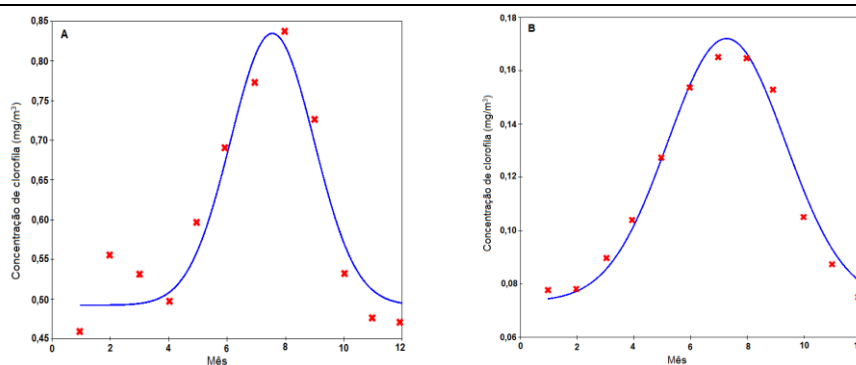 A
Concentração de clorofila (mg/m³)
0,85
0,80
0,75
0,70
0,65
0,60
0,55
0,50
0,45
0 2 4 6 8 10 12
Mês
B
Concentração de clorofila (mg/m³)
0,18
0,16
0,14
0,12
0,10
0,08
0,06
0 2 4 6 8 10
Mês